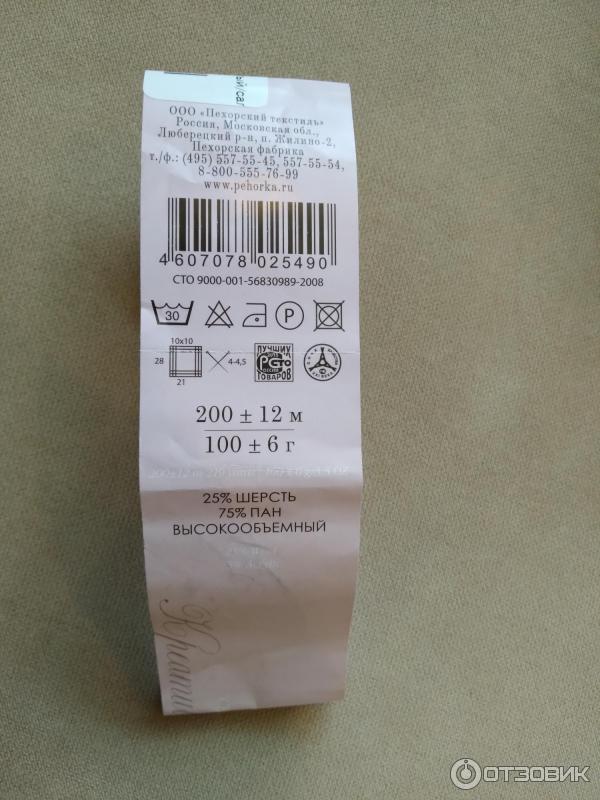 ООО «Пехорский текстиль»
Россия, Московская обл.,
Люберецкий р-н, п. Жилино-2,
Пехорская фабрика
т./ф.: (495) 557-55-45, 557-55-54,
8-800-555-76-99
www.pehorka.ru
4 607078 025490
СТО 9000-001-56830989-2008
30
P
10x10
28
21
4-4,5
ЛУЧШИХ
ТОВАРОВ
200 ± 12 м
100 ± 6 г
25% ШЕРСТЬ
75% ПАН
ВЫСОКООБЪЕМНЫЙ
ОТЗОВИК